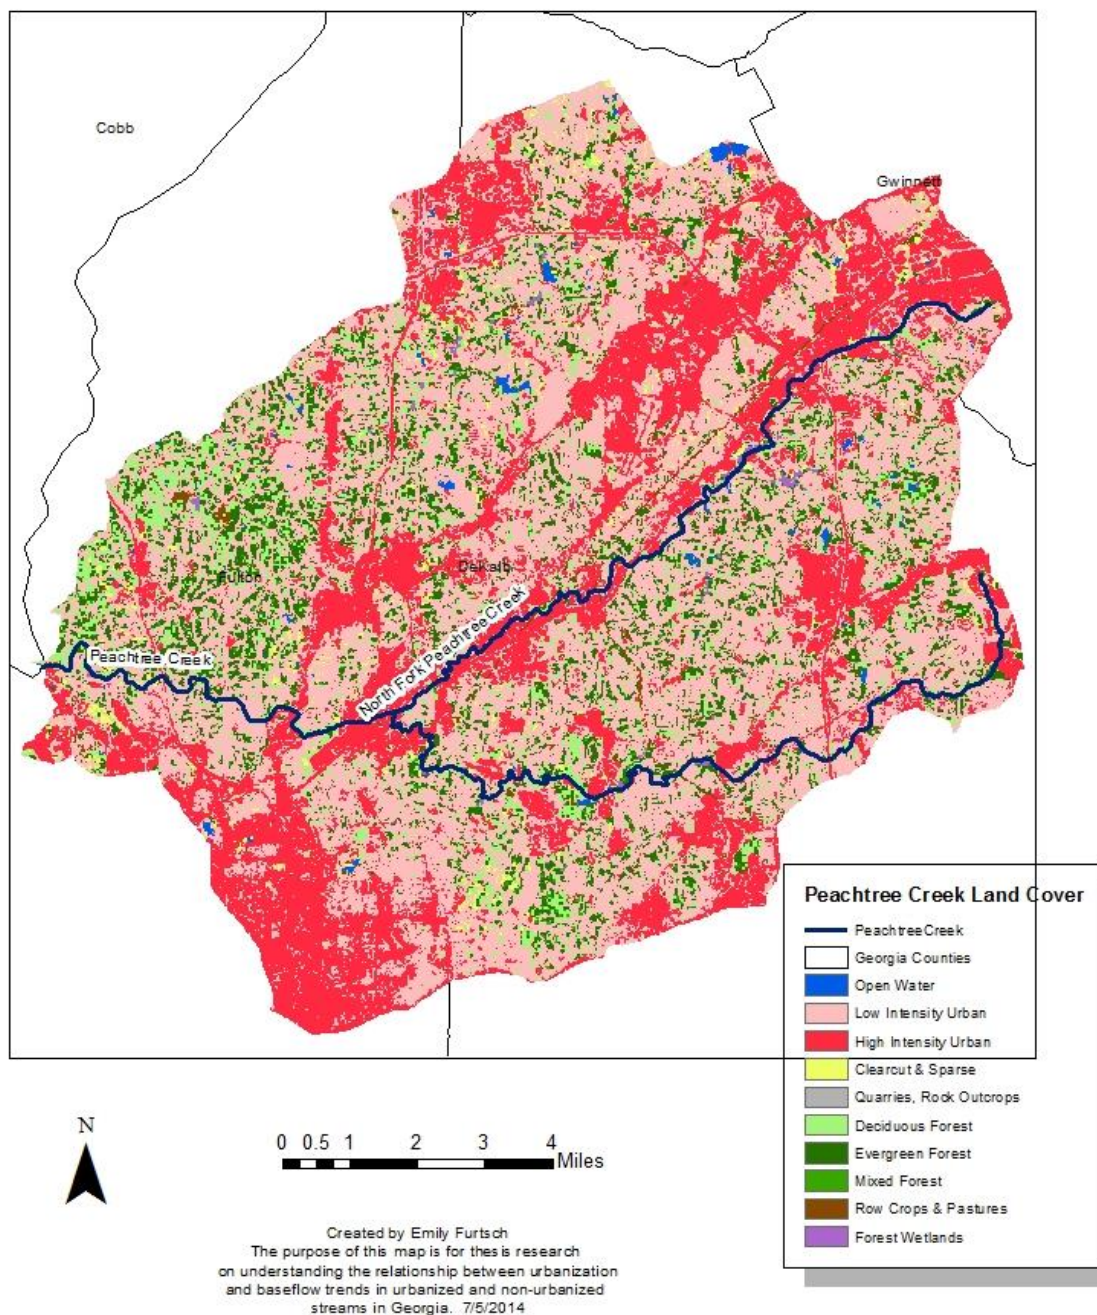 Cobb
Gwinnett
Fulton
DeKalb
Peachtree Creek
North Fork Peachtree Creek
Peachtree Creek Land Cover
PeachtreeCreek
Georgia Counties
Open Water
Low Intensity Urban
High Intensity Urban
Clearcut & Sparse
Quarries, Rock Outcrops
Deciduous Forest
Evergreen Forest
Mixed Forest
Row Crops & Pastures
Forest Wetlands
N
0 0.5 1 2 3 4
Miles
Created by Emily Furtsch
The purpose of this map is for thesis research
on understanding the relationship between urbanization
and baseflow trends in urbanized and non-urbanized
streams in Georgia. 7/5/2014